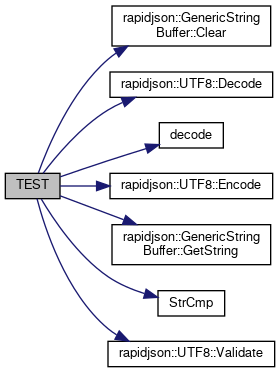 rapidjson::GenericString
Buffer::Clear
rapidjson::UTF8::Decode
decode
TEST
rapidjson::UTF8::Encode
rapidjson::GenericString
Buffer::GetString
StrCmp
rapidjson::UTF8::Validate